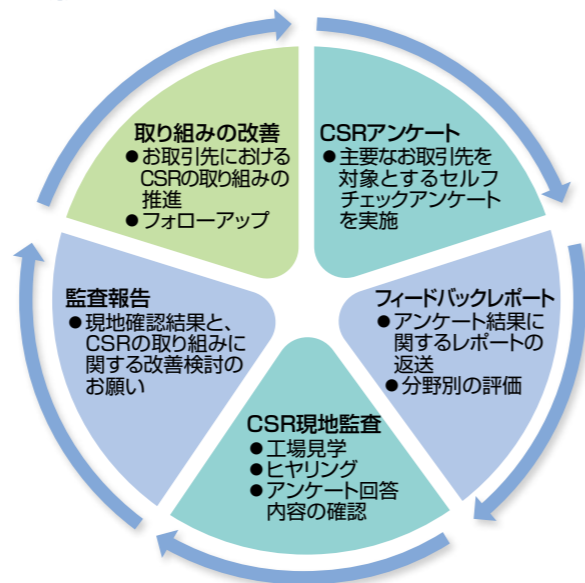 取り組みの改善
●お取引先における
CSRの取り組みの
推進
●フォローアップ
CSRアンケート
●主要なお取引先を
対象とするセルフ
チェックアンケート
を実施
フィードバックレポート
●アンケート結果に
関するレポートの
返送
●分野別の評価
CSR現地監査
●工場見学
●ヒヤリング
●アンケート回答
内容の確認
監査報告
●現地確認結果と、
CSRの取り組みに
関する改善検討の
お願い